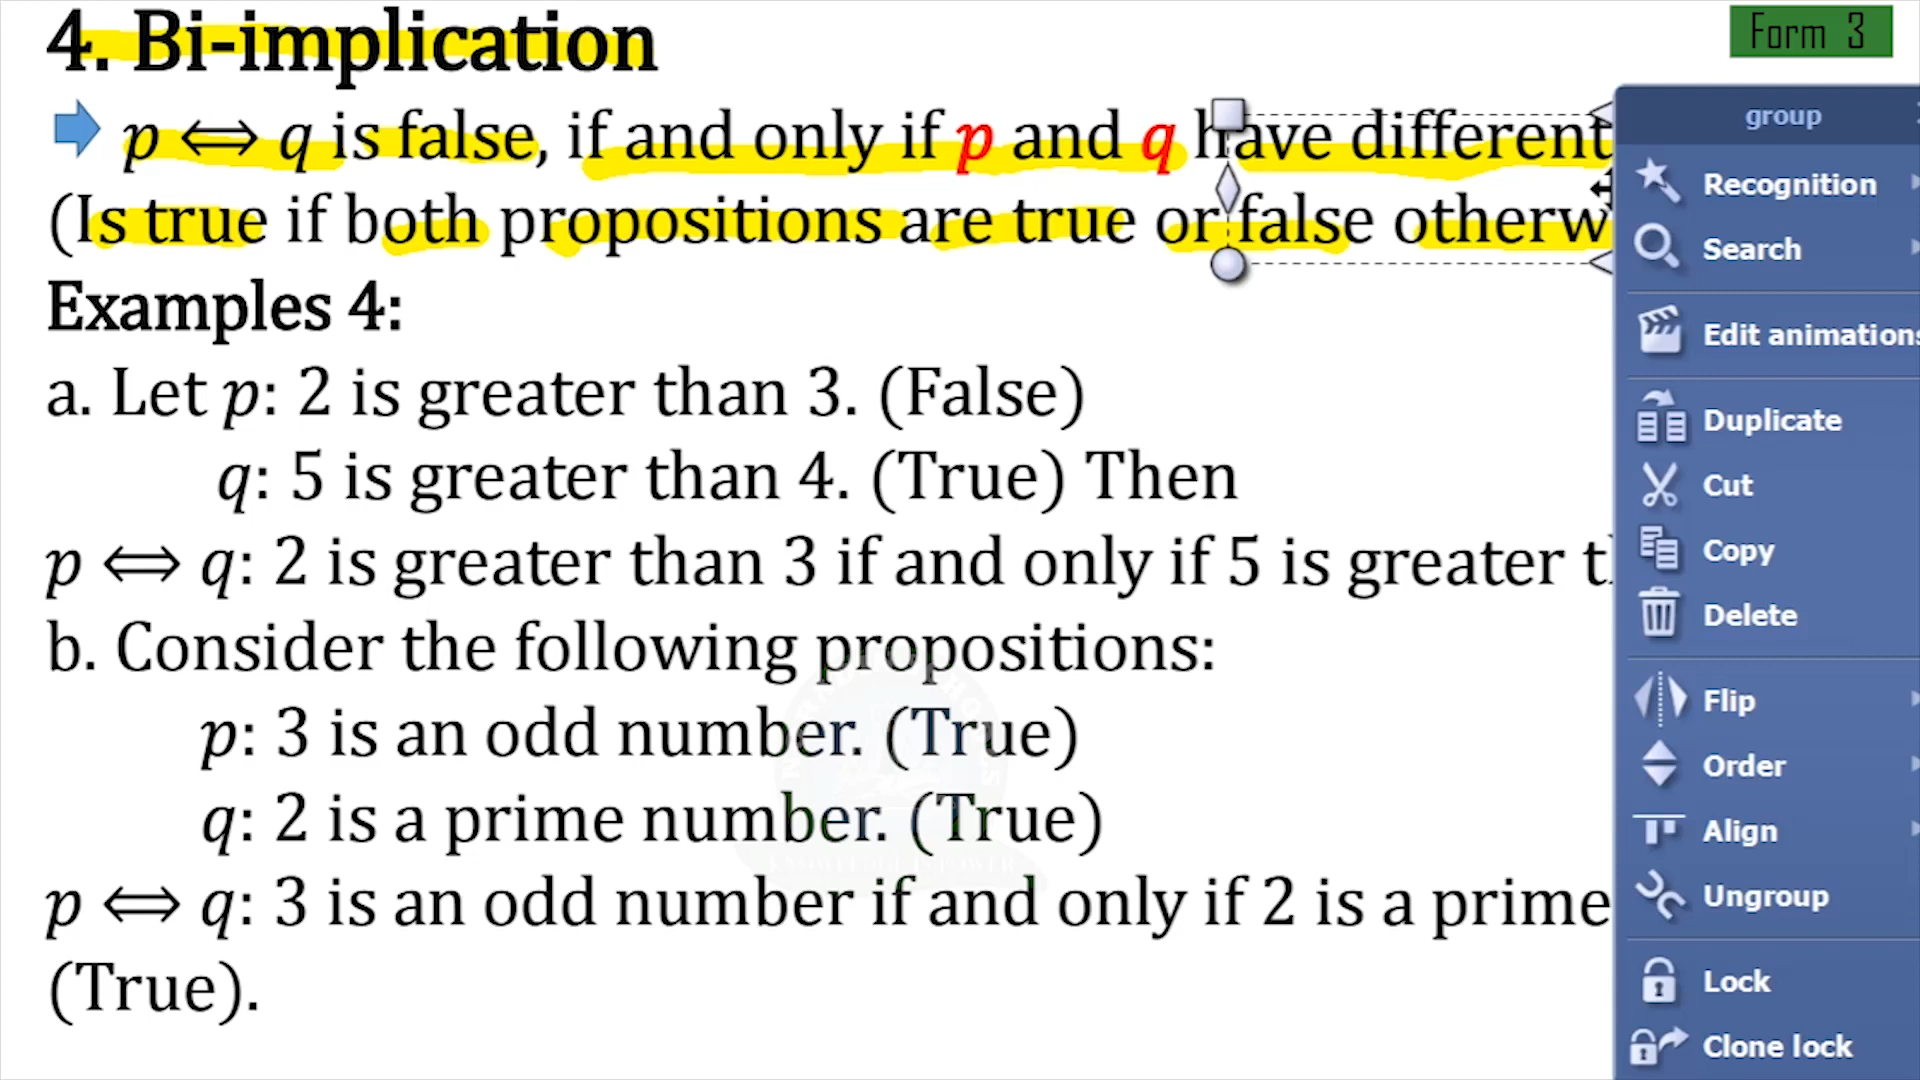 4. Bi-implication
Form 3
p ⟺ q is false, if and only if p and q have different
(Is true if both propositions are true or false otherw
Examples 4:
a. Let p: 2 is greater than 3. (False)
q: 5 is greater than 4. (True) Then
p ⟺ q: 2 is greater than 3 if and only if 5 is greater
b. Consider the following propositions:
p: 3 is an odd number. (True)
q: 2 is a prime number. (True)
p ⟺ q: 3 is an odd number if and only if 2 is a prime
(True).
group
Recognition
Search
Edit animations
Duplicate
Cut
Copy
Delete
Flip
Order
Align
Ungroup
Lock
Clone lock